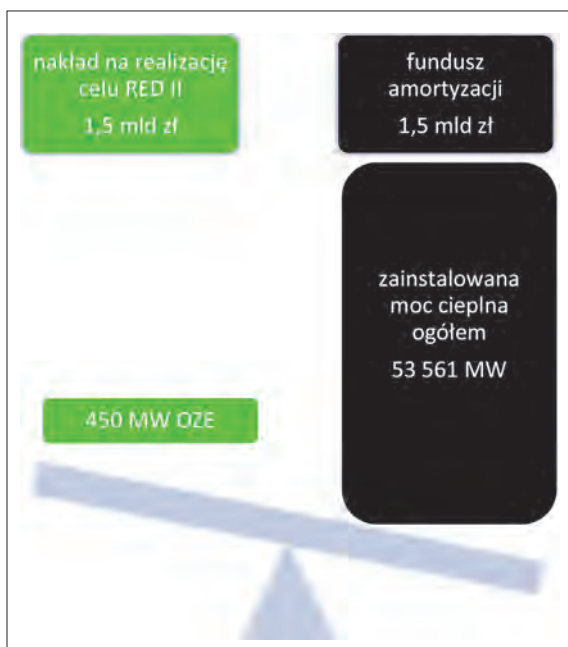 nakład na realizację
celu RED II
1,5 mld zł
fundusz
amortyzacji
1,5 mld zł
zainstalowana
moc cieplna
ogółem
53 561 MW
450 MW OZE